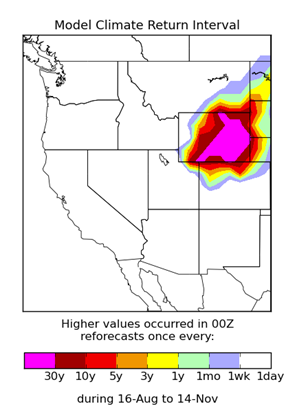 Model Climate Return Interval
Higher values occurred in 00Z
reforecasts once every:
30y 10y 5y 3y 1y 1mo 1wk 1day
during 16-Aug to 14-Nov